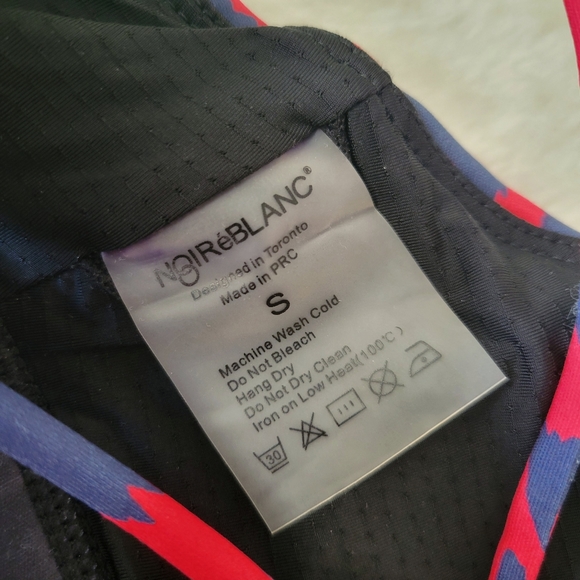 NOIRéBLANC®
Designed in Toronto
Made in PRC
S
Machine Wash Cold
Do Not Bleach
Hang Dry
Do Not Dry Clean
Iron on Low Heat(100℃)
30